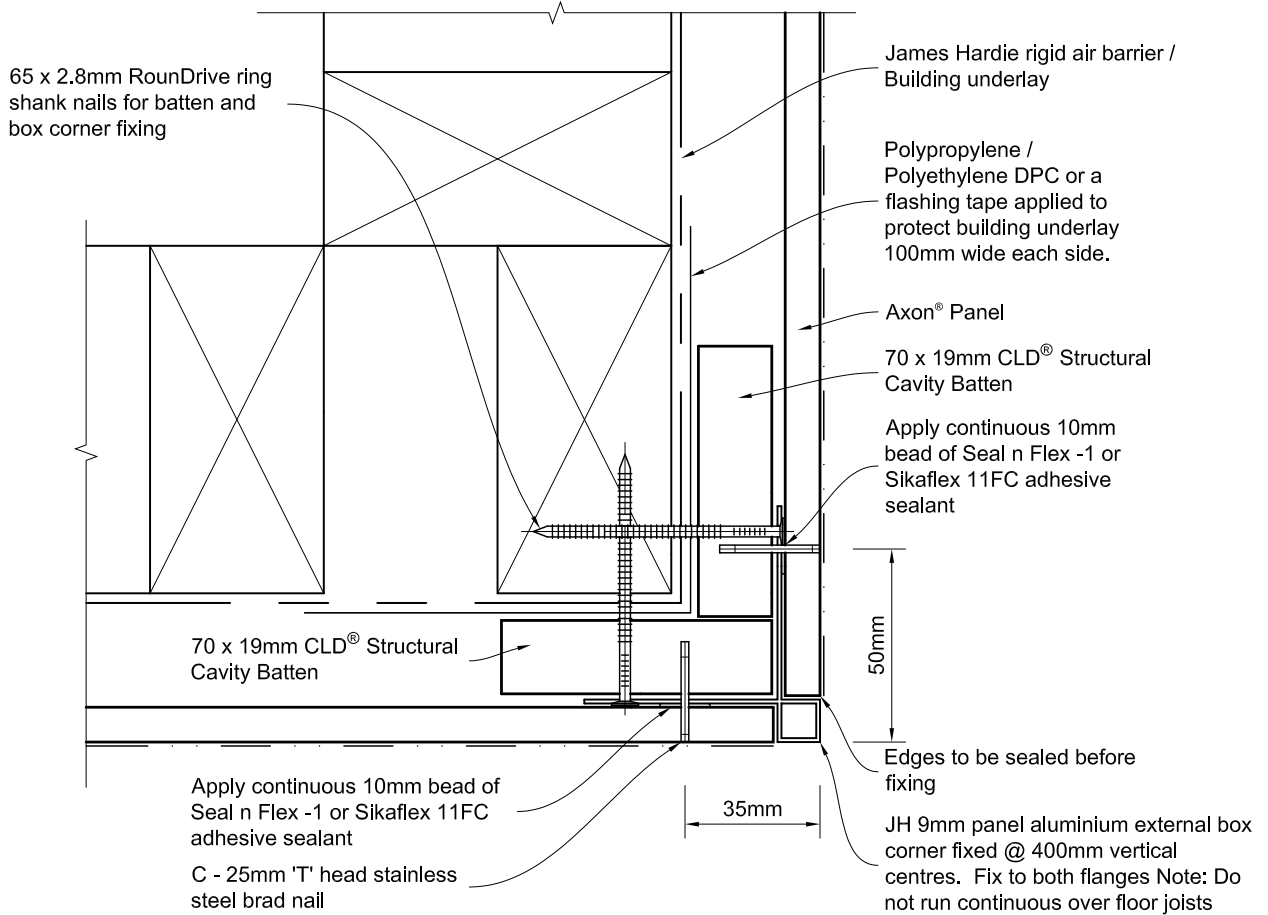 65 x 2.8mm RounDrive ring
shank nails for batten and
box corner fixing
James Hardie rigid air barrier /
Building underlay
Polypropylene /
Polyethylene DPC or a
flashing tape applied to
protect building underlay
100mm wide each side.
Axon® Panel
70 x 19mm CLD® Structural
Cavity Batten
Apply continuous 10mm
bead of Seal n Flex -1 or
Sikaflex 11FC adhesive
sealant
50mm
70 x 19mm CLD® Structural
Cavity Batten
Edges to be sealed before
fixing
Apply continuous 10mm bead of
Seal n Flex -1 or Sikaflex 11FC
adhesive sealant
35mm
C - 25mm 'T' head stainless
steel brad nail
JH 9mm panel aluminium external box
corner fixed @ 400mm vertical
centres.  Fix to both flanges Note: Do
not run continuous over floor joists